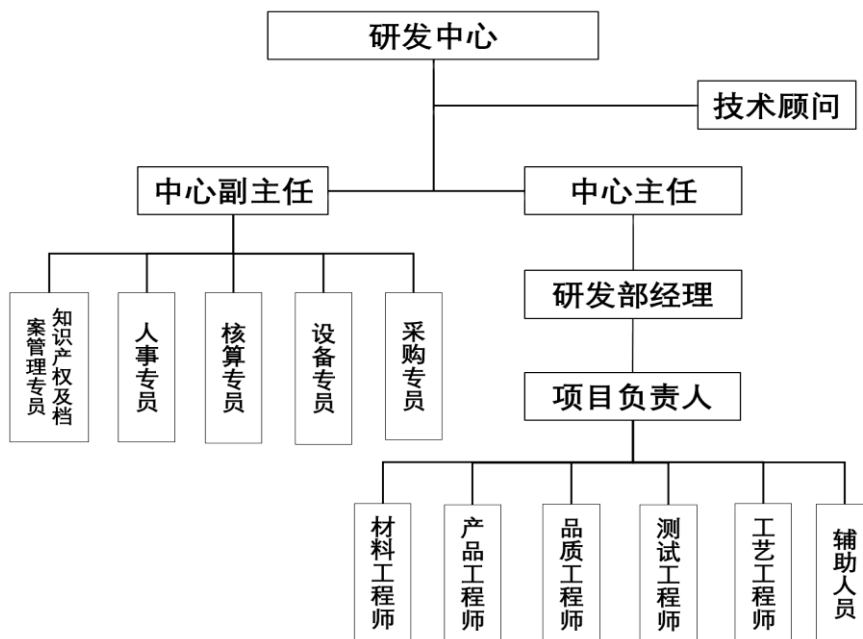 研发中心
技术顾问
中心副主任
中心主任
知识产权及档
案管理专员
人事专员
核算专员
设备专员
采购专员
研发部经理
项目负责人
材料工程师
产品工程师
品质工程师
测试工程师
工艺工程师
辅助人员